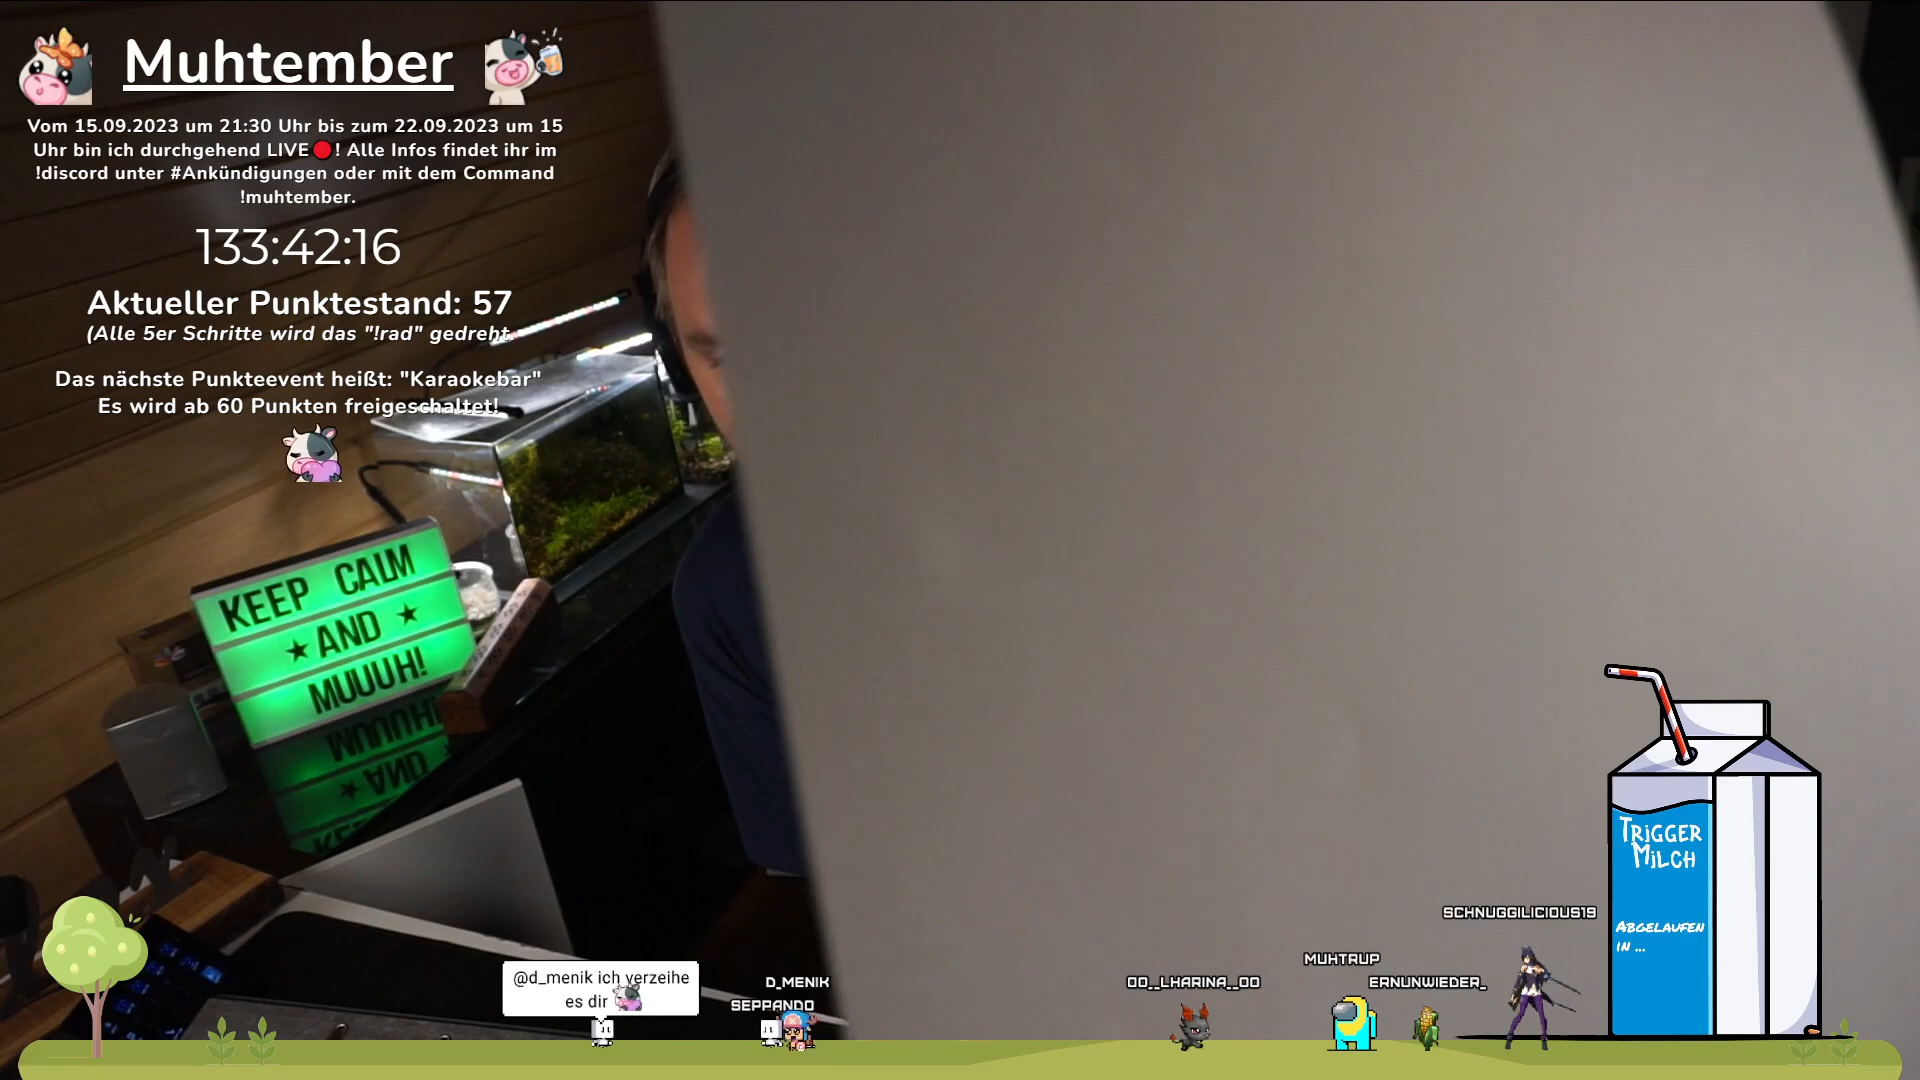 Muhtember
Vom 15.09.2023 um 21:30 Uhr bis zum 22.09.2023 um 15
Uhr bin ich durchgehend LIVE🔴! Alle Infos findet ihr im
!discord unter #Ankündigungen oder mit dem Command
!muhtember.
133:42:16
Aktueller Punktestand: 57
(Alle 5er Schritte wird das "!rad" gedreht.
Das nächste Punkteevent heißt: "Karaokebar"
Es wird ab 60 Punkten freigeschaltet!
KEEP CALM
★AND★
MUUUH!
TRIGGER
MILCH
ABGELAUFEN
IN ...
SCHNUGGILICIOUS19
MUHTRUP
ERNUNWIEDER_
OO__LHARINA__OO
D_MENIK
SEPPANDO
@d_menik ich verzeihe
es dir